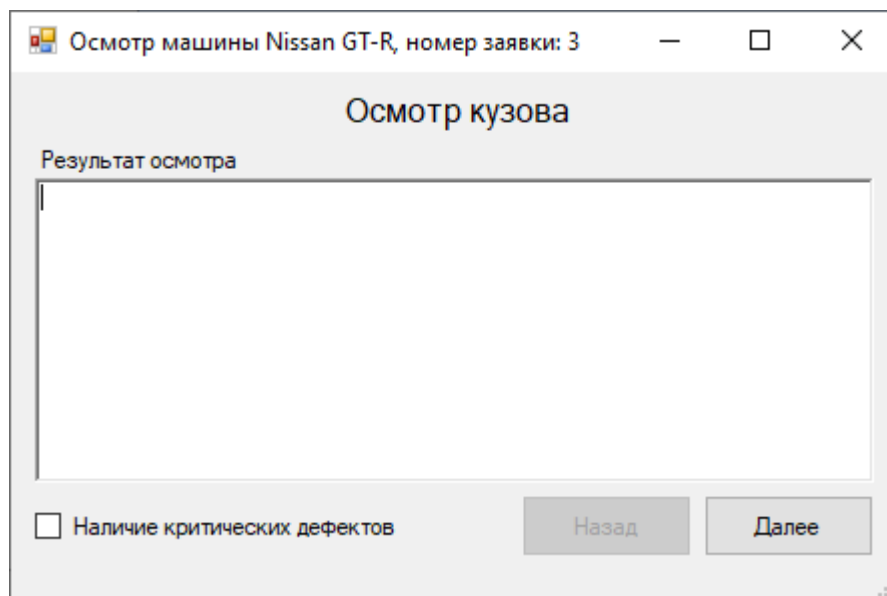 Осмотр машины Nissan GT-R, номер заявки: 3
Осмотр кузова
Результат осмотра
Наличие критических дефектов
Назад
Далее